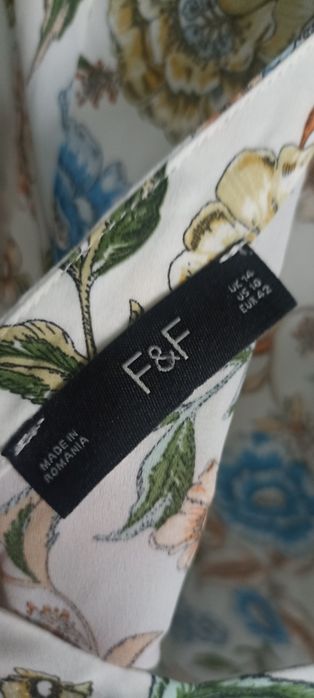 F&F
UK 14
US 10
EUR 42
MADE IN
ROMANIA